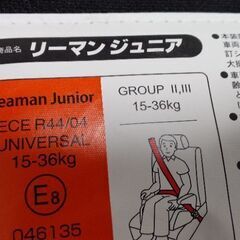 商品名 リーマンジュニア
eaman Junior
ECE R44/04
UNIVERSAL
15-36kg
E8
046135
GROUP II,III
15-36kg